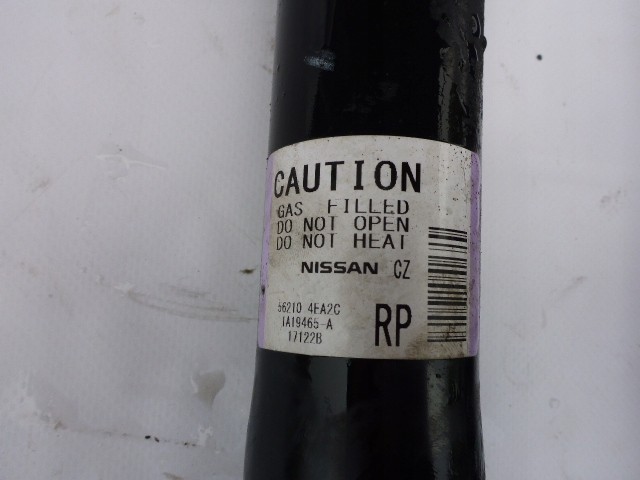 CAUTION
GAS FILLED
DO NOT OPEN
DO NOT HEAT
NISSAN CZ
56210 4EA2C
1A19465-A RP
17122B